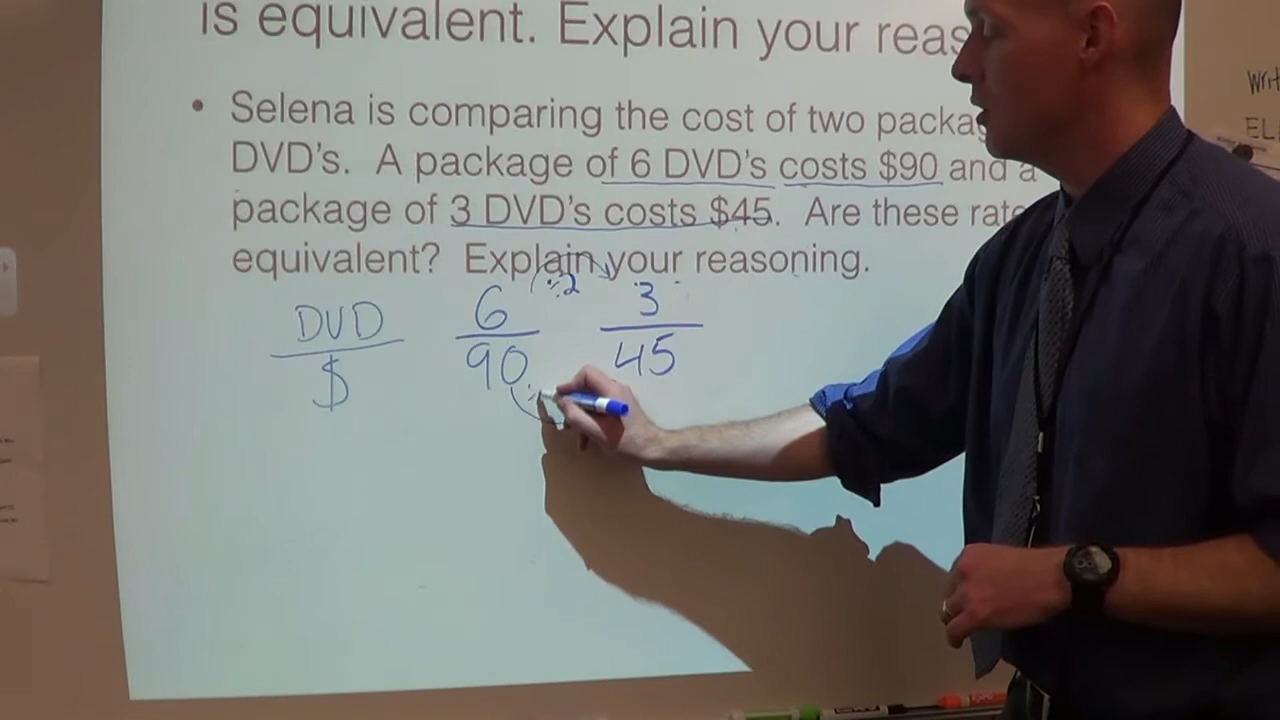 is equivalent. Explain your reas
• Selena is comparing the cost of two packag
DVD's. A package of 6 DVD's costs $90 and a
package of 3 DVD's costs $45. Are these rate
equivalent? Explain your reasoning.
÷2
DVD 6 3
$ 90 45
Writ
EL